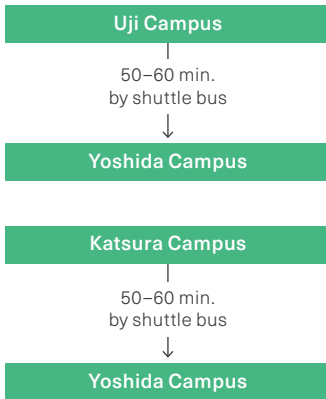 Uji Campus
50–60 min.
by shuttle bus
Yoshida Campus
Katsura Campus
50–60 min.
by shuttle bus
Yoshida Campus